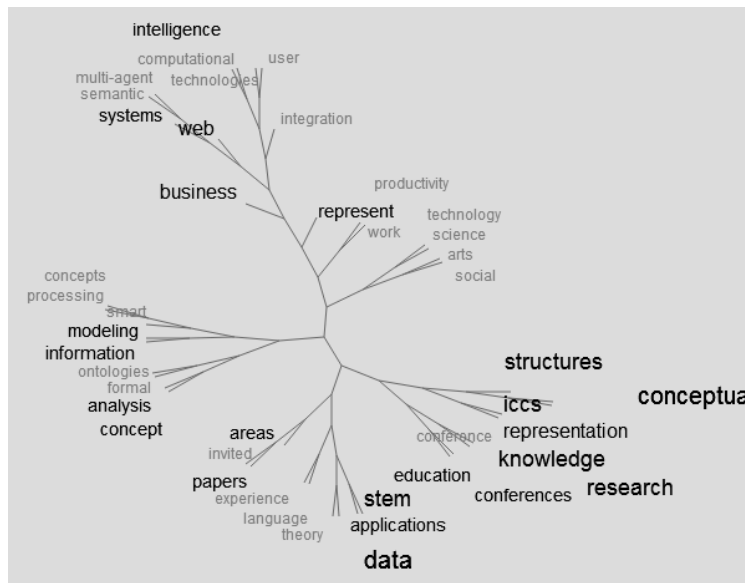 intelligence
computational
user
multi-agent
technologies
semantic
systems
web
integration
business
productivity
represent
work
technology
science
arts
social
concepts
processing
smart
modeling
information
ontologies
formal
analysis
concept
structures
conceptua
iccs
areas
representation
invited
conference
knowledge
papers
education
research
experience
stem
conferences
language
applications
theory
data